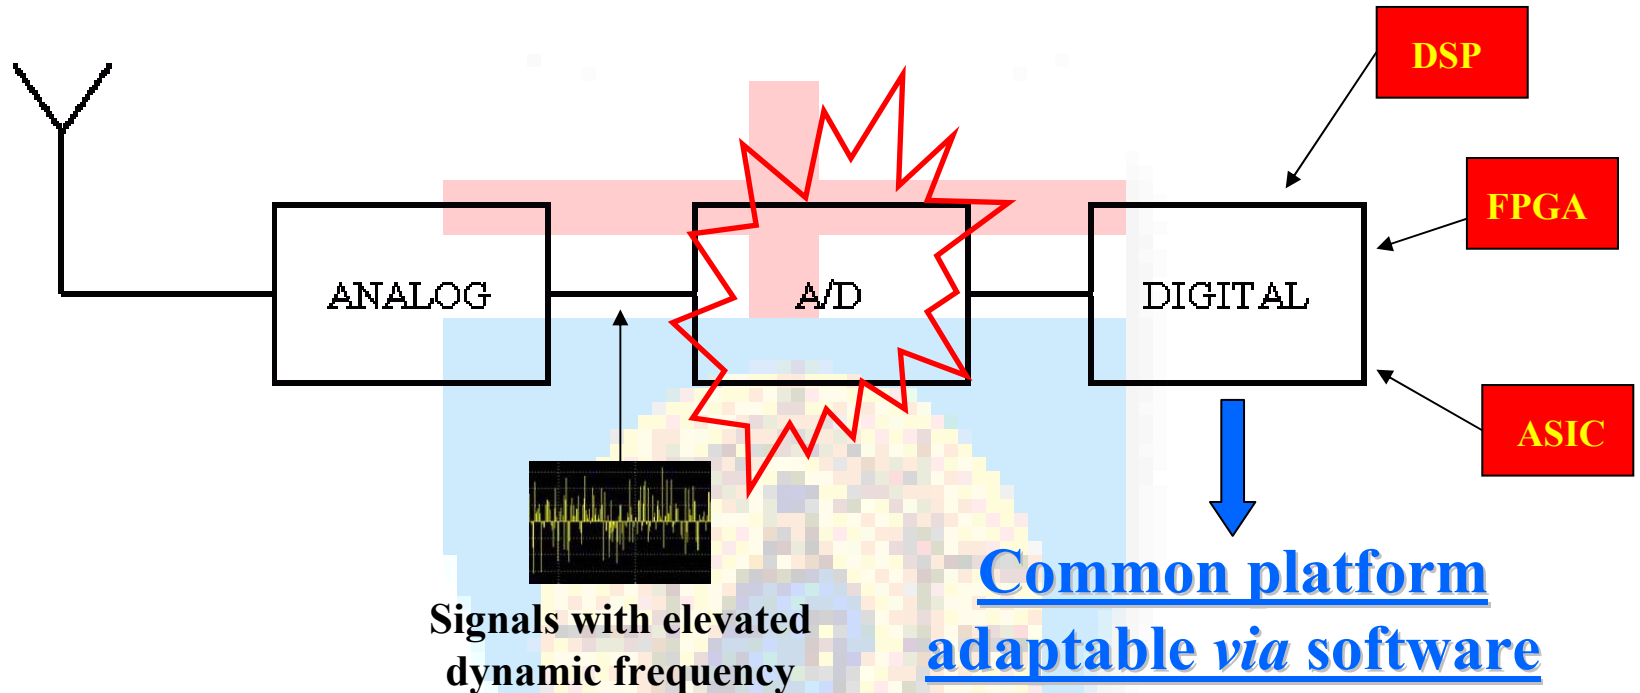 DSP
FPGA
ANALOG
A/D
DIGITAL
ASIC
Signals with elevated
dynamic frequency
Common platform
adaptable via software